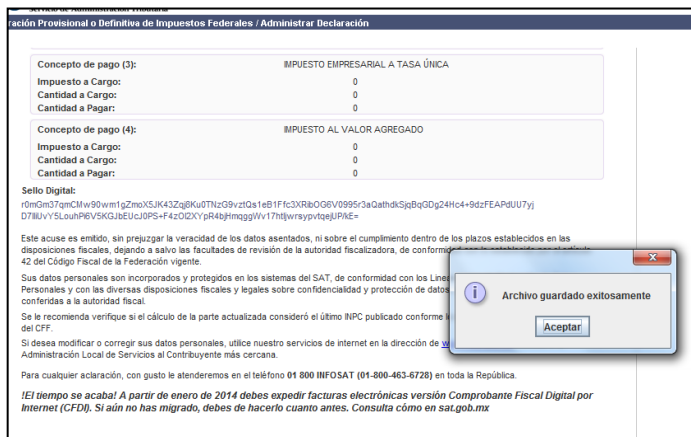 Servicio de Administración Tributaria
ración Provisional o Definitiva de Impuestos Federales / Administrar Declaración
Concepto de pago (3): IMPUESTO EMPRESARIAL A TASA ÚNICA
Impuesto a Cargo: 0
Cantidad a Cargo: 0
Cantidad a Pagar: 0
Concepto de pago (4): IMPUESTO AL VALOR AGREGADO
Impuesto a Cargo: 0
Cantidad a Cargo: 0
Cantidad a Pagar: 0
Sello Digital:
Este acuse es emitido, sin prejuzgar la veracidad de los datos asentados, ni sobre el cumplimiento dentro de los plazos establecidos en las
disposiciones fiscales, dejando a salvo las facultades de revisión de la autoridad fiscalizadora, de conformidad con lo establecido por el artículo
42 del Código Fiscal de la Federación vigente.
Sus datos personales son incorporados y protegidos en los sistemas del SAT, de conformidad con los
Personales y con las diversas disposiciones fiscales y legales sobre confidencialidad y protección de datos
conferidas a la autoridad fiscal.
Se le recomienda verifique si el cálculo de la parte actualizada consideró el último INPC publicado conforme
del CFF.
Si desea modificar o corregir sus datos personales, utilice nuestro servicios de internet en la dirección de
Administración Local de Servicios al Contribuyente más cercana.
Para cualquier aclaración, con gusto le atenderemos en el teléfono 01 800 INFOSAT (01-800-463-6728) en toda la República.
!El tiempo se acaba! A partir de enero de 2014 debes expedir facturas electrónicas versión Comprobante Fiscal Digital por
Internet (CFDI). Si aún no has migrado, debes de hacerlo cuanto antes. Consulta cómo en sat.gob.mx
Archivo guardado exitosamente
Aceptar